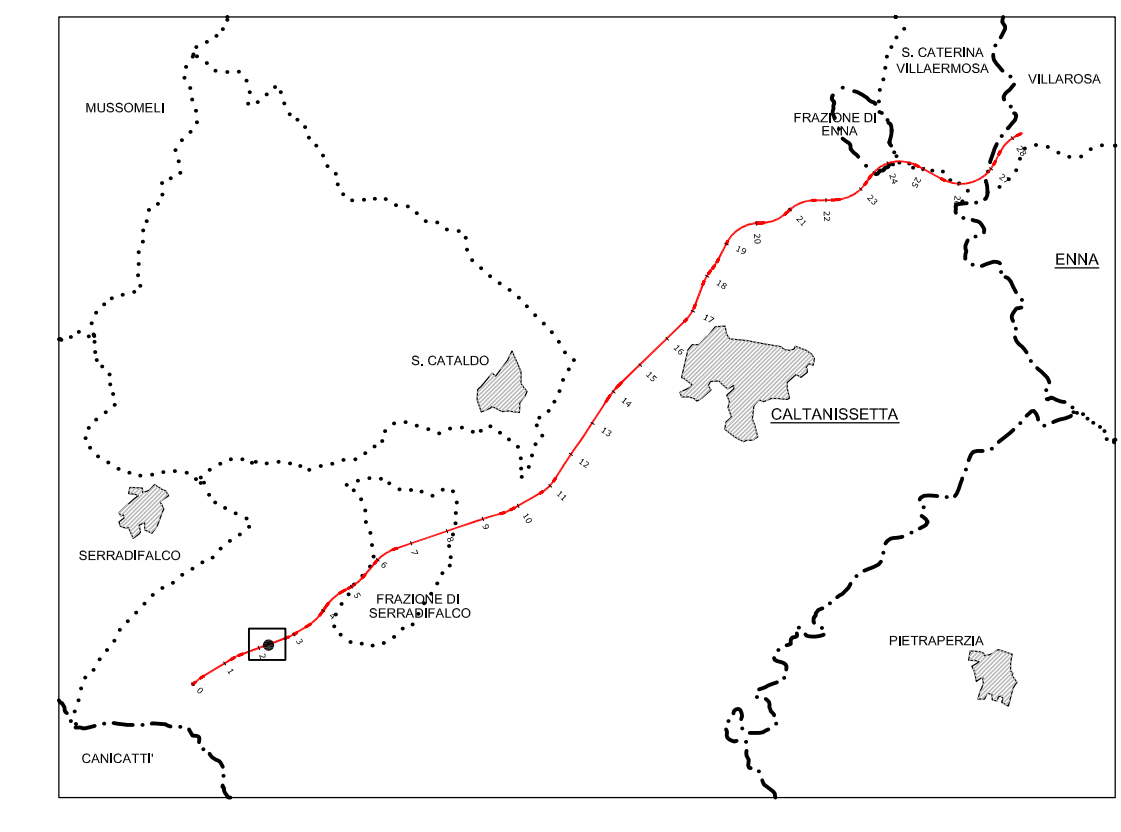 S. CATERINA
VILLAERMOSA
VILLAROSA
MUSSOMELI
FRAZIONE DI
ENNA
ENNA
S. CATALDO
CALTANISSETTA
SERRADIFALCO
FRAZIONE DI
SERRADIFALCO
PIETRAPERZIA
CANICATTI'
0
1
2
3
4
5
6
7
8
9
10
11
12
13
14
15
16
17
18
19
20
21
22
23
24
25
27
28